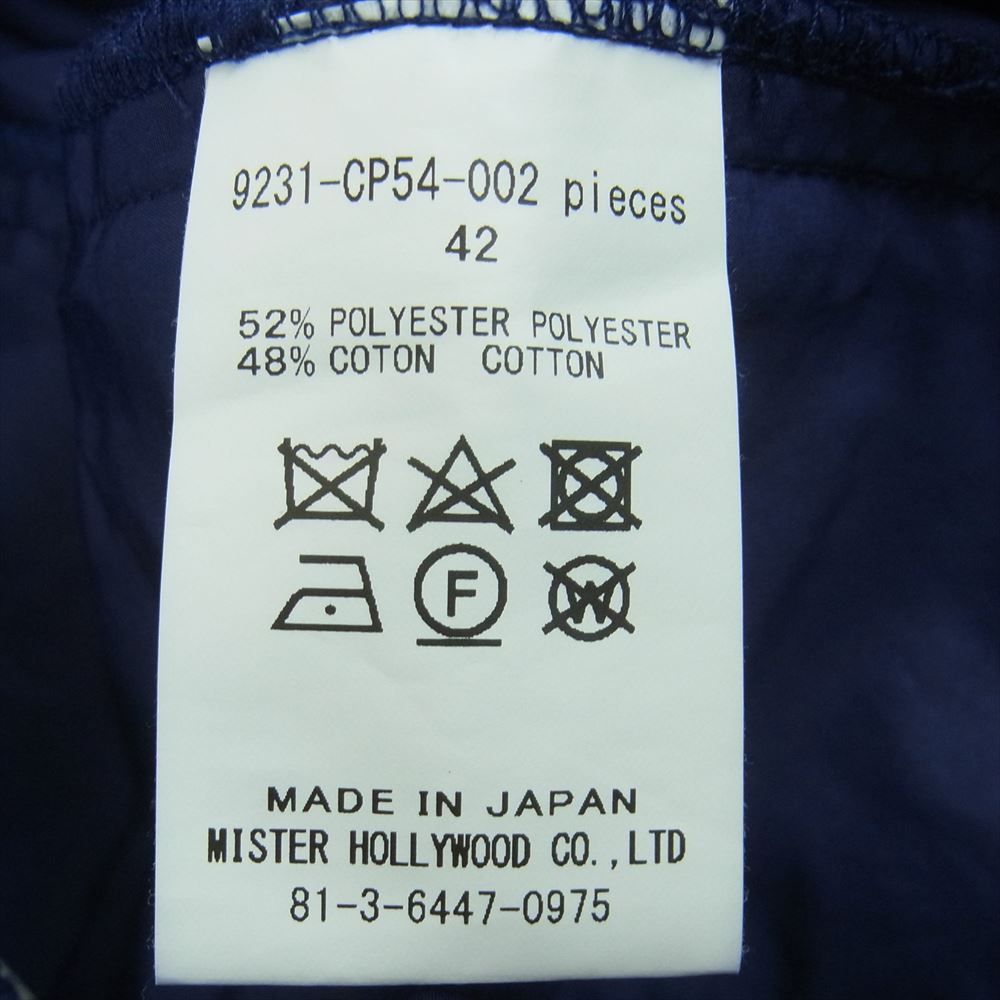 9231-CP54-002 pieces
42
52% POLYESTER POLYESTER
48% COTON COTTON
F
W
MADE IN JAPAN
MISTER HOLLYWOOD CO.,LTD
81-3-6447-0975